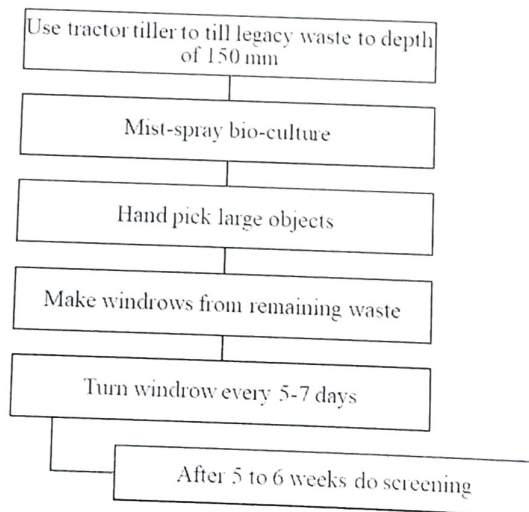 Use tractor tiller to till legacy waste to depth
of 150 mm
Mist-spray bio-culture
Hand pick large objects
Make windrows from remaining waste
Turn windrow every 5-7 days
After 5 to 6 weeks do screening